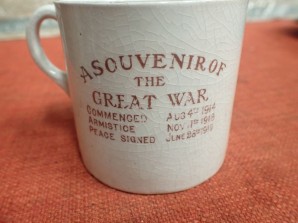 A SOUVENIR OF
THE
GREAT WAR
COMMENCED AUG 4TH 1914
ARMISTICE NOV 11TH 1918
PEACE SIGNED JUNE 28TH 1919